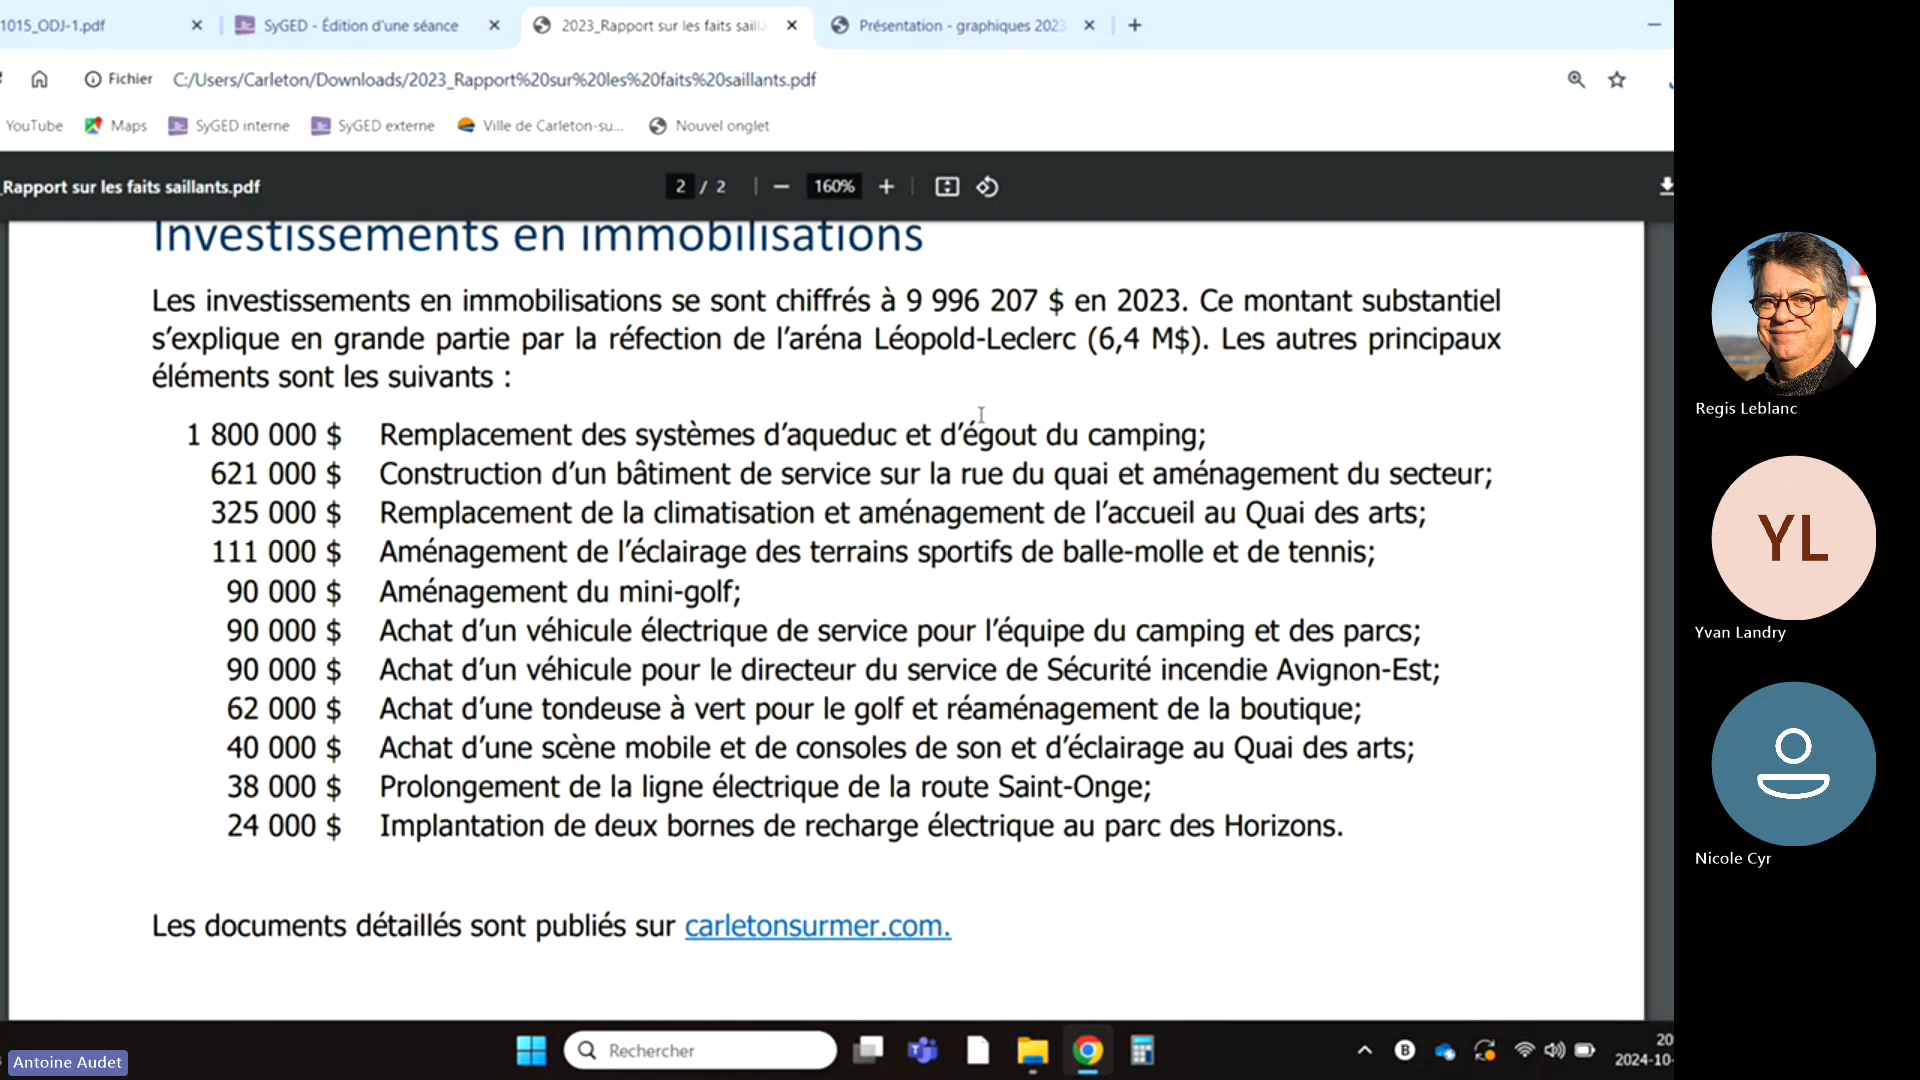 1015_ODJ-1.pdf
SyGED - Édition d'une séance
2023_Rapport sur les faits sailla
Présentation - graphiques 2023
Fichier
C:/Users/Carleton/Downloads/2023_Rapport%20sur%20les%20faits%20saillants.pdf
YouTube
Maps
SyGED interne
SyGED externe
Ville de Carleton-su...
Nouvel onglet
Rapport sur les faits saillants.pdf
2 / 2
160%
Investissements en immobilisations
Les investissements en immobilisations se sont chiffrés à 9 996 207 $ en 2023. Ce montant substantiel
s'explique en grande partie par la réfection de l'aréna Léopold-Leclerc (6,4 M$). Les autres principaux
éléments sont les suivants :
1 800 000 $ Remplacement des systèmes d'aqueduc et d'égout du camping;
621 000 $ Construction d'un bâtiment de service sur la rue du quai et aménagement du secteur;
325 000 $ Remplacement de la climatisation et aménagement de l'accueil au Quai des arts;
111 000 $ Aménagement de l'éclairage des terrains sportifs de balle-molle et de tennis;
90 000 $ Aménagement du mini-golf;
90 000 $ Achat d'un véhicule électrique de service pour l'équipe du camping et des parcs;
90 000 $ Achat d'un véhicule pour le directeur du service de Sécurité incendie Avignon-Est;
62 000 $ Achat d'une tondeuse à vert pour le golf et réaménagement de la boutique;
40 000 $ Achat d'une scène mobile et de consoles de son et d'éclairage au Quai des arts;
38 000 $ Prolongement de la ligne électrique de la route Saint-Onge;
24 000 $ Implantation de deux bornes de recharge électrique au parc des Horizons.
Les documents détaillés sont publiés sur carletonsurmer.com.
Regis Leblanc
YL
Yvan Landry
Nicole Cyr
Antoine Audet
Rechercher
B
20
2024-10-